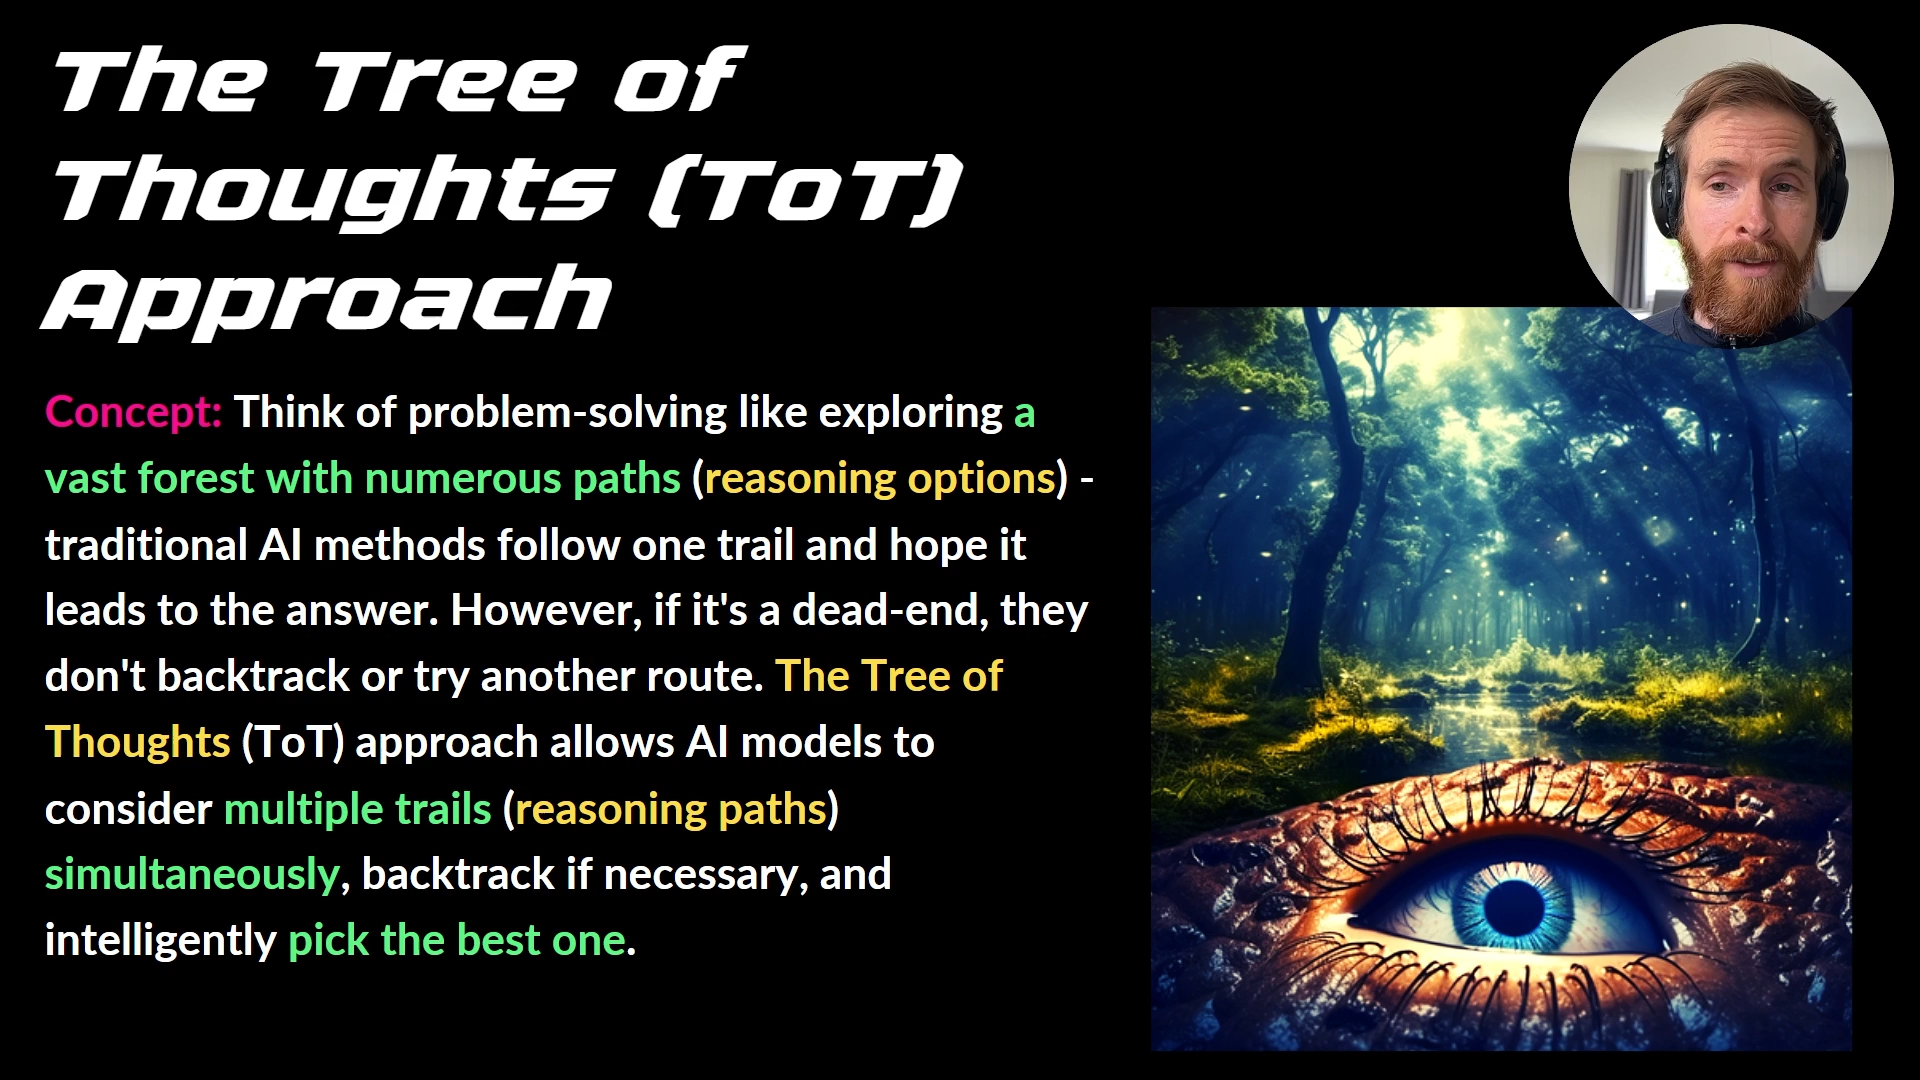 The Tree of
Thoughts (ToT)
Approach
Concept: Think of problem-solving like exploring a
vast forest with numerous paths (reasoning options) -
traditional AI methods follow one trail and hope it
leads to the answer. However, if it's a dead-end, they
don't backtrack or try another route. The Tree of
Thoughts (ToT) approach allows AI models to
consider multiple trails (reasoning paths)
simultaneously, backtrack if necessary, and
intelligently pick the best one.